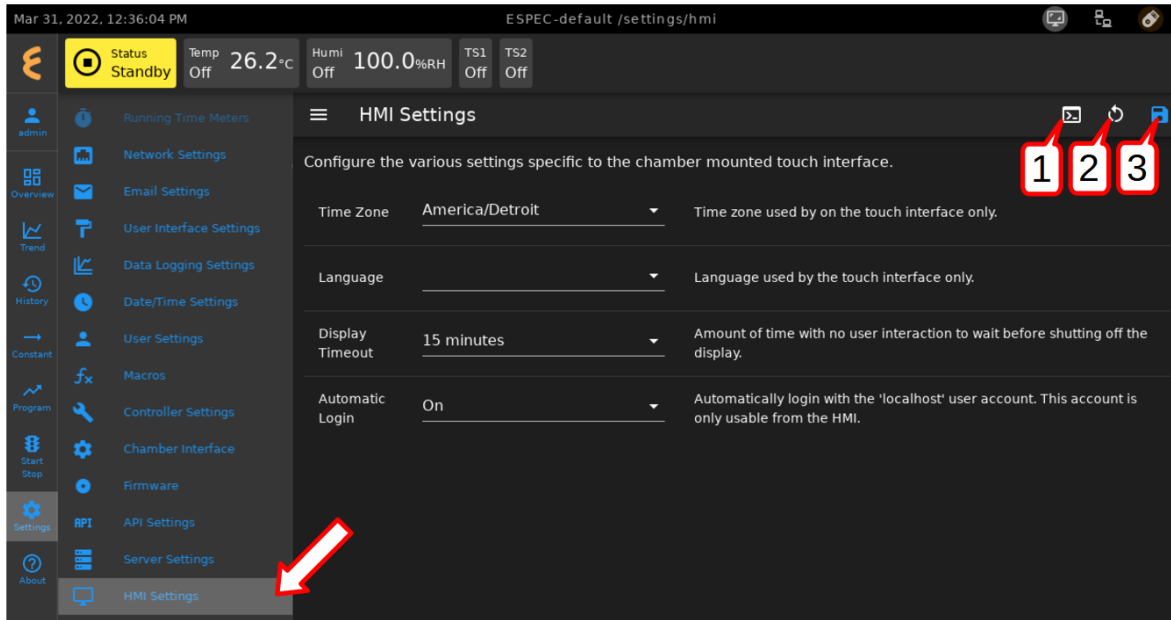 Mar 31, 2022, 12:36:04 PM
ESPEC-default /settings/hmi
Status
Standby
Temp
Off
26.2°C
Humi
Off
100.0%RH
TS1
Off
TS2
Off
admin
Overview
Trend
History
Constant
Program
Start
Stop
Settings
About
Running Time Meters
Network Settings
Email Settings
User Interface Settings
Data Logging Settings
Date/Time Settings
User Settings
fx Macros
Controller Settings
Chamber Interface
Firmware
API API Settings
Server Settings
HMI Settings
HMI Settings
1 2 3
Configure the various settings specific to the chamber mounted touch interface.
Time Zone
America/Detroit
Time zone used by on the touch interface only.
Language
Language used by the touch interface only.
Display
Timeout
15 minutes
Amount of time with no user interaction to wait before shutting off the
display.
Automatic
Login
On
Automatically login with the 'localhost' user account. This account is
only usable from the HMI.